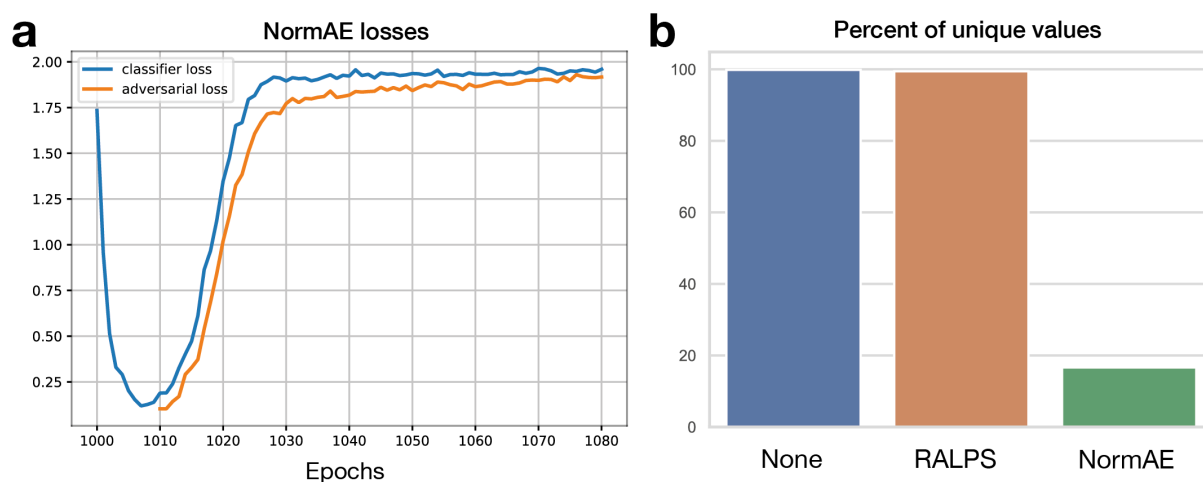 a
NormAE losses
2.00
1.75
1.50
1.25
1.00
0.75
0.50
0.25
classifier loss
adversarial loss
1000 1010 1020 1030 1040 1050 1060 1070 1080
Epochs
b
Percent of unique values
100
80
60
40
20
0
None RALPS NormAE